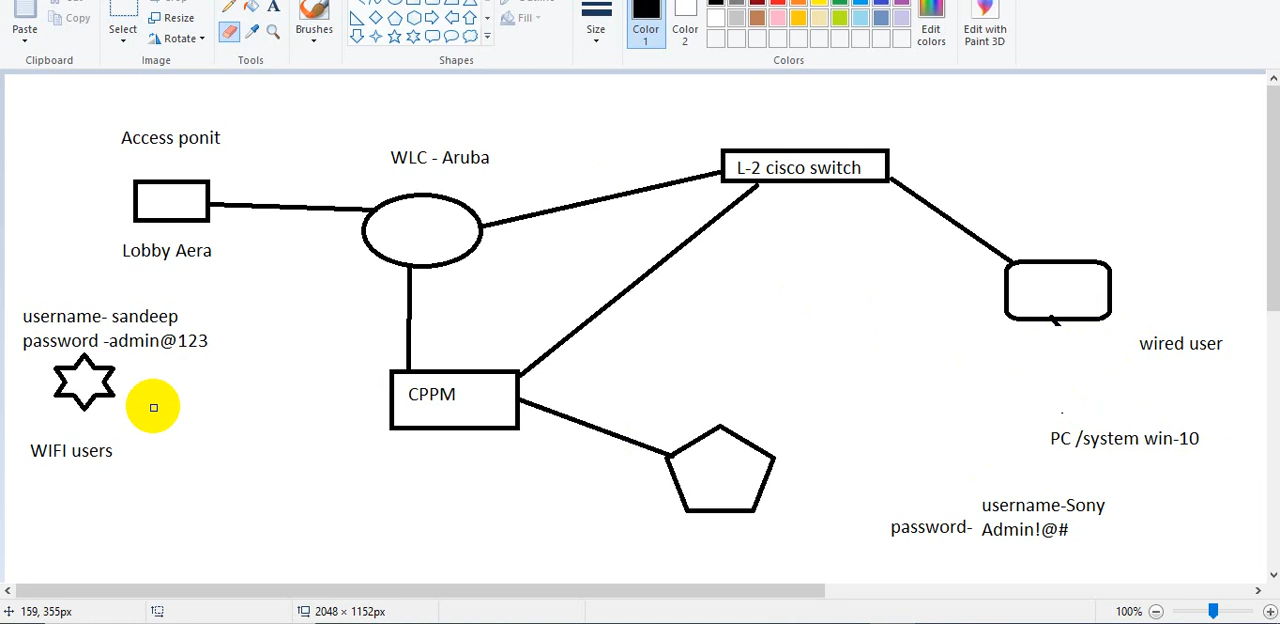 Paste
Copy
Clipboard
Select
Resize
Rotate
Image
A
Tools
Brushes
Fill
Shapes
Size
Color 1
Color 2
Colors
Edit colors
Edit with Paint 3D
Access ponit
WLC - Aruba
L-2 cisco switch
Lobby Aera
username- sandeep
password -admin@123
wired user
CPPM
WIFI users
PC /system win-10
username-Sony
password- Admin!@#
159, 355px
2048 × 1152px
100%